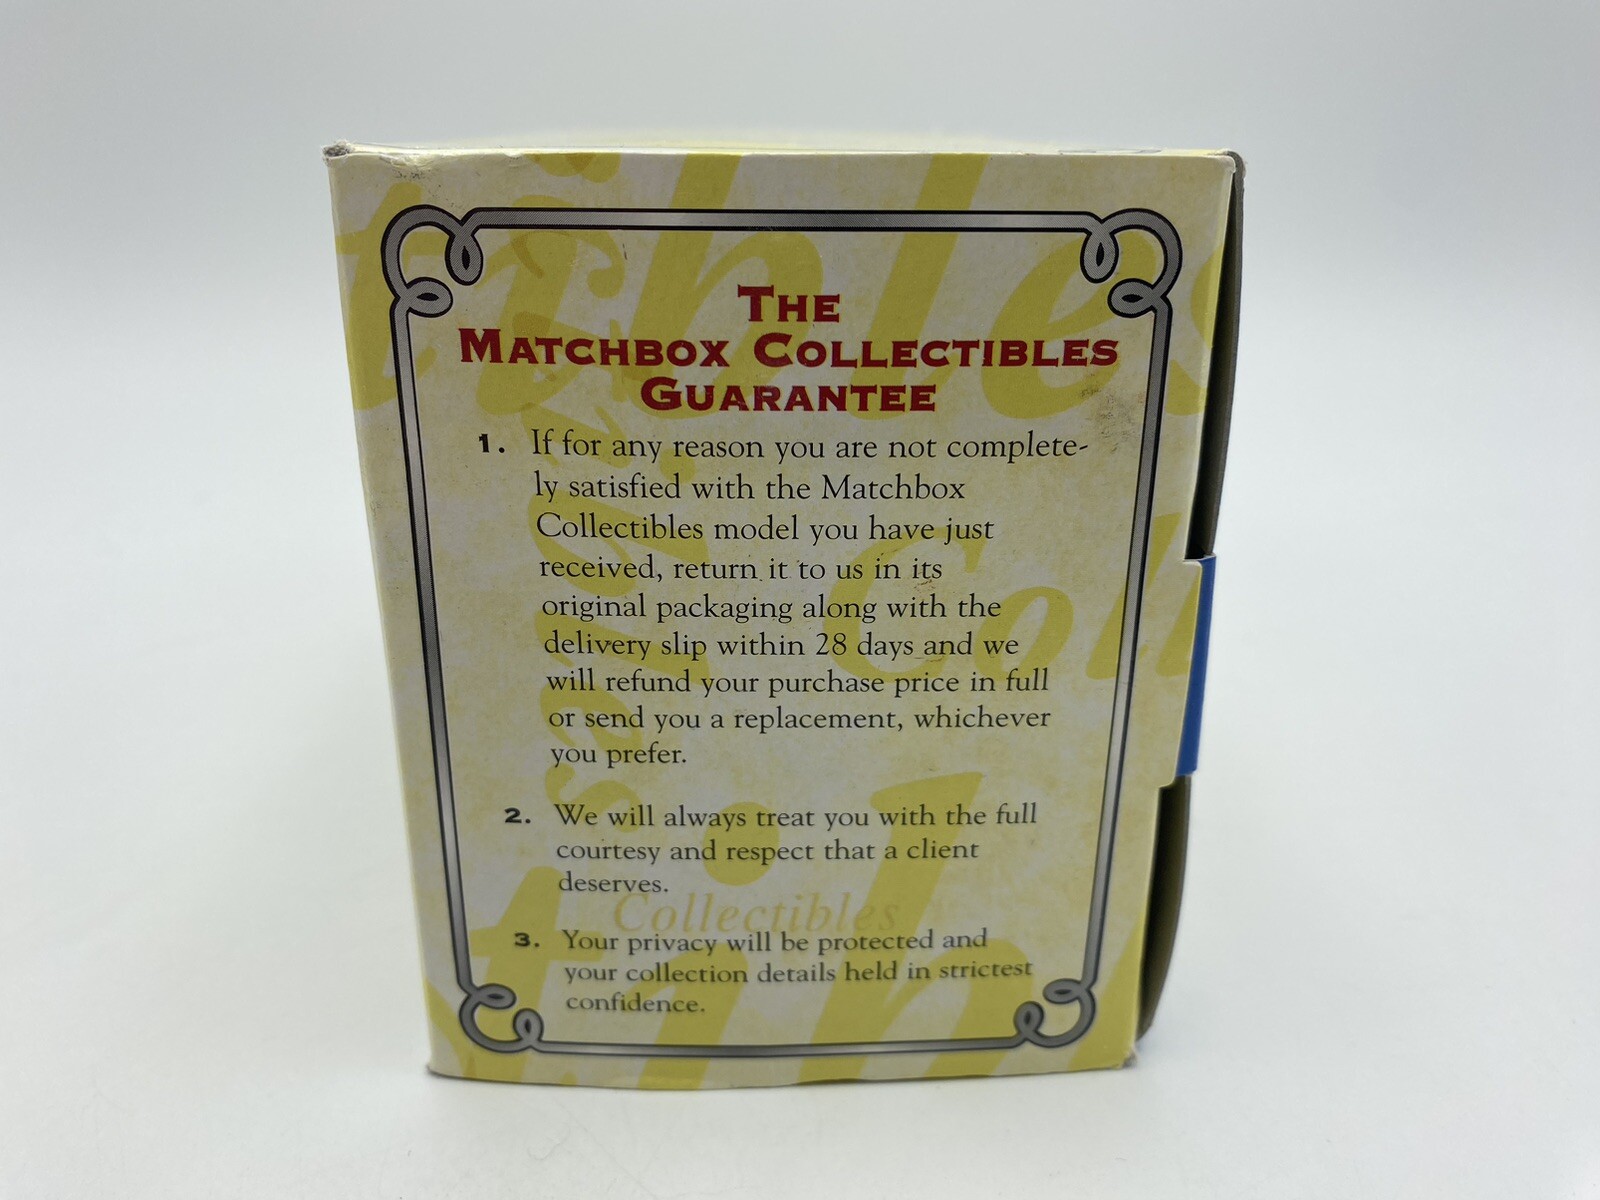 THE
MATCHBOX COLLECTIBLES
GUARANTEE
1. If for any reason you are not complete-
ly satisfied with the Matchbox
Collectibles model you have just
received, return it to us in its
original packaging along with the
delivery slip within 28 days and we
will refund your purchase price in full
or send you a replacement, whichever
you prefer.
2. We will always treat you with the full
courtesy and respect that a client
deserves.
Collectibles
3. Your privacy will be protected and
your collection details held in strictest
confidence.